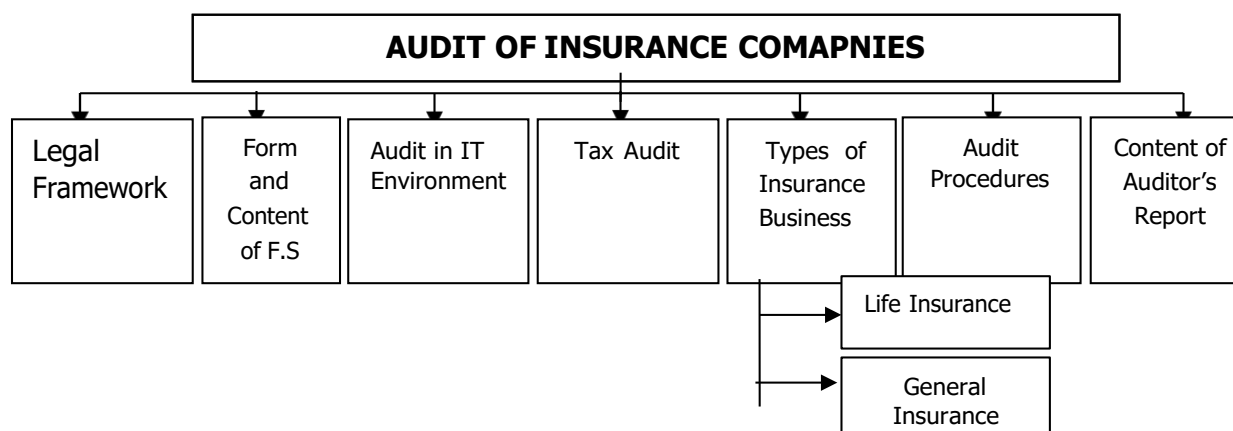 AUDIT OF INSURANCE COMAPNIES
Legal
Framework
Form
and
Content
of F.S
Audit in IT
Environment
Tax Audit
Types of
Insurance
Business
Audit
Procedures
Content of
Auditor's
Report
Life Insurance
General
Insurance